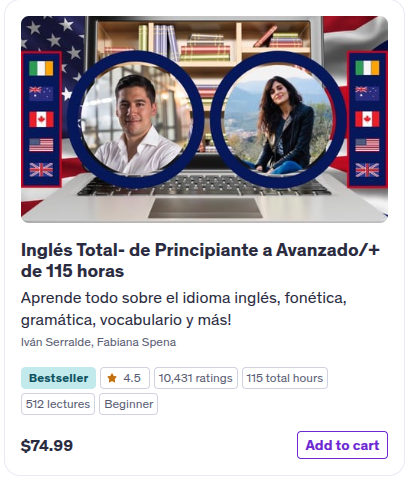 Inglés Total- de Principiante a Avanzado/+
de 115 horas
Aprende todo sobre el idioma inglés, fonética,
gramática, vocabulario y más!
Iván Serralde, Fabiana Spena
Bestseller 4.5 10,431 ratings 115 total hours
512 lectures Beginner
$74.99 Add to cart